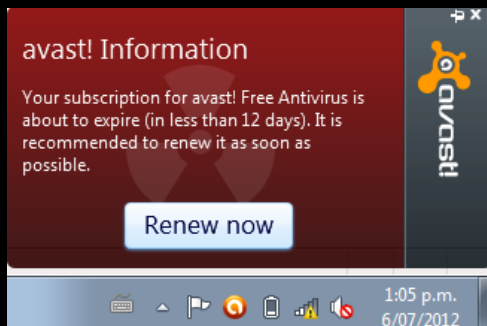 avast! Information
Your subscription for avast! Free Antivirus is
about to expire (in less than 12 days). It is
recommended to renew it as soon as
possible.
Renew now
avast!
1:05 p.m.
6/07/2012